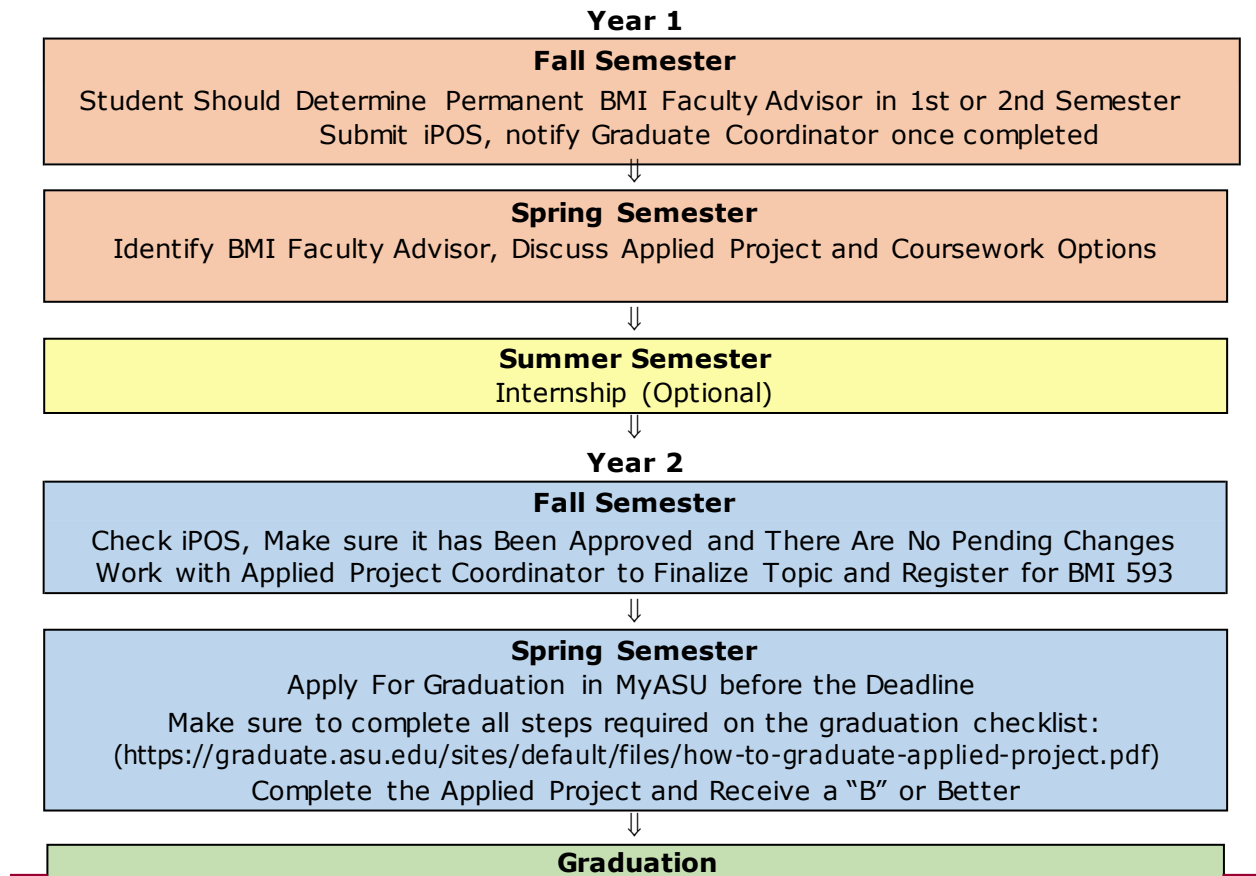 Year 1
Fall Semester
Student Should Determine Permanent BMI Faculty Advisor in 1st or 2nd Semester
Submit iPOS, notify Graduate Coordinator once completed
⇓
Spring Semester
Identify BMI Faculty Advisor, Discuss Applied Project and Coursework Options
⇓
Summer Semester
Internship (Optional)
⇓
Year 2
Fall Semester
Check iPOS, Make sure it has Been Approved and There Are No Pending Changes
Work with Applied Project Coordinator to Finalize Topic and Register for BMI 593
⇓
Spring Semester
Apply For Graduation in MyASU before the Deadline
Make sure to complete all steps required on the graduation checklist:
(https://graduate.asu.edu/sites/default/files/how-to-graduate-applied-project.pdf)
Complete the Applied Project and Receive a “B” or Better
⇓
Graduation